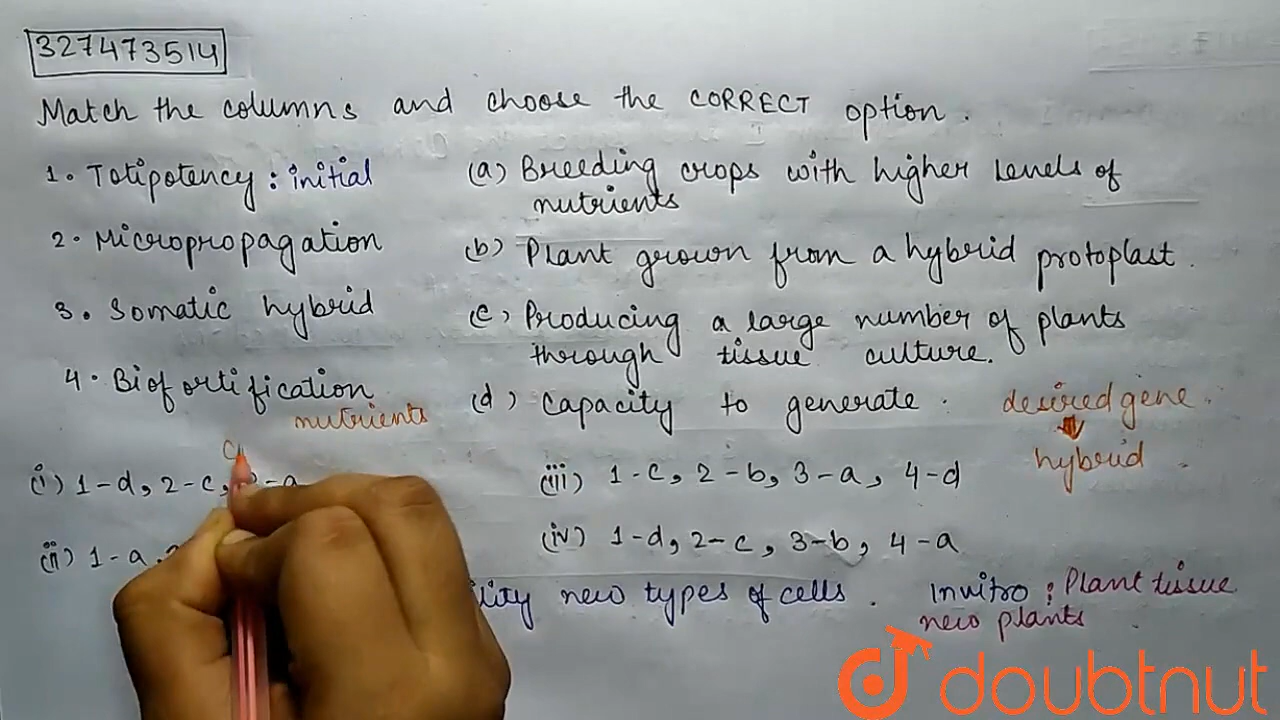 327473514
Match the columns and choose the CORRECT option.
1. Totipotency : initial
(a) Breeding crops with higher levels of
nutrients
2. Micropropagation
(b) Plant grown from a hybrid protoplast.
3. Somatic hybrid
(c) Producing a large number of plants
through tissue culture.
4. Biofortification
nutrients
(d) Capacity to generate.
desired gene.
hybrid
(i) 1-d, 2-c, 3-a
(iii) 1-c, 2-b, 3-a, 4-d
(ii) 1-a,
(iv) 1-d, 2-c, 3-b, 4-a
new types of cells.
Invitro : Plant tissue
new plants
doubtnut